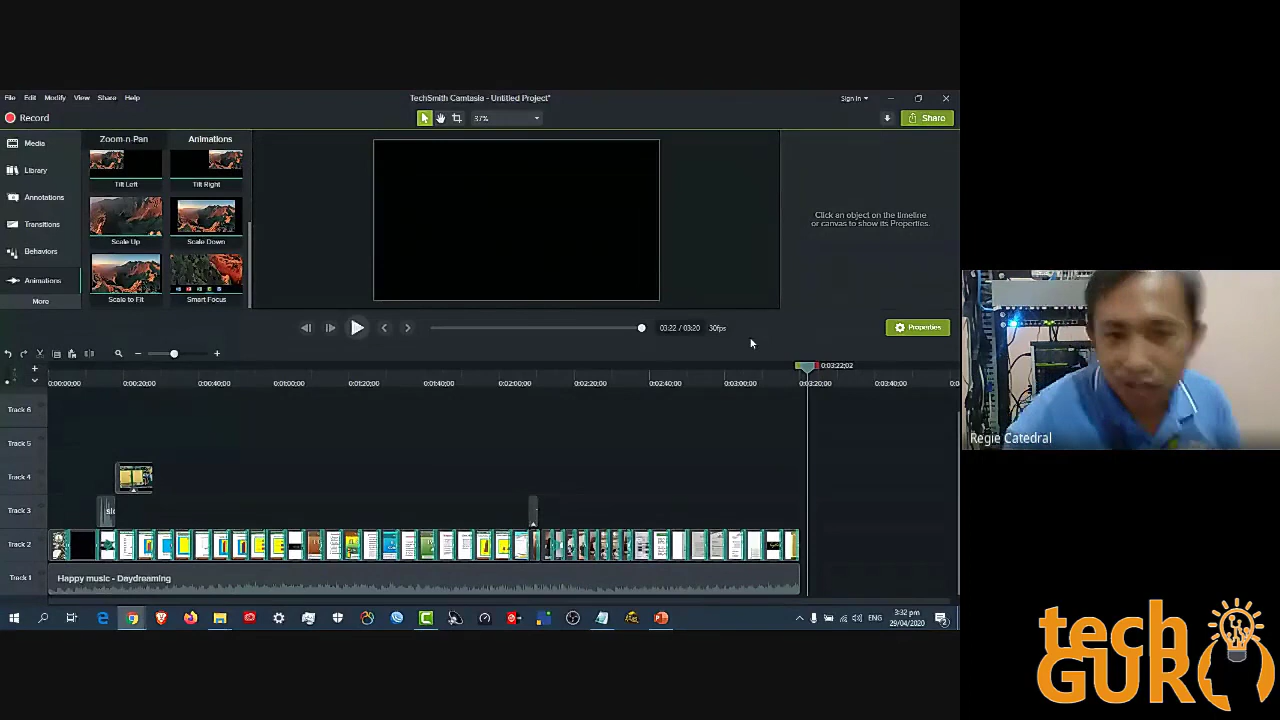 File Edit Modify View Share Help
TechSmith Camtasia - Untitled Project*
Sign In
Record
37%
Share
Media
Library
Annotations
Transitions
Behaviors
Animations
More
Zoom-n-Pan
Animations
Tilt Left
Tilt Right
Scale Up
Scale Down
Scale to Fit
Smart Focus
Click an object on the timeline
or canvas to show its Properties.
03:22 / 03:20 30fps
Properties
0:03:22;02
0:00:00;00 0:00:20;00 0:00:40;00 0:01:00;00 0:01:20;00 0:01:40;00 0:02:00;00 0:02:20;00 0:02:40;00 0:03:00;00 0:03:20;00 0:03:40;00
Track 6
Track 5
Track 4
Track 3
Track 2
Track 1
Happy music - Daydreaming
ENG
3:32 pm
29/04/2020
Regie Catedral
tech
GURO